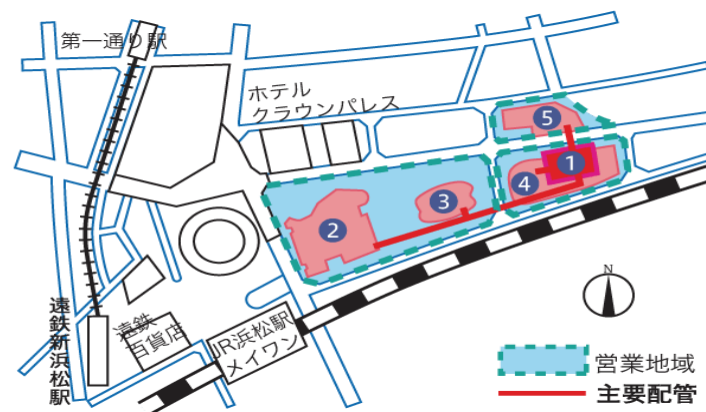 第一通り駅
ホテル
クラウンパレス
5
1
4
3
2
N
遠鉄
百貨店
JR浜松駅
メイワン
遠鉄新浜松駅
営業地域
主要配管